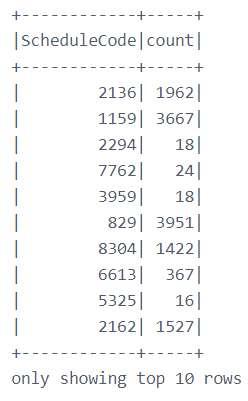 +------------+-----+
|ScheduleCode|count|
+------------+-----+
|        2136| 1962|
|        1159| 3667|
|        2294|   18|
|        7762|   24|
|        3959|   18|
|         829| 3951|
|        8304| 1422|
|        6613|  367|
|        5325|   16|
|        2162| 1527|
+------------+-----+
only showing top 10 rows